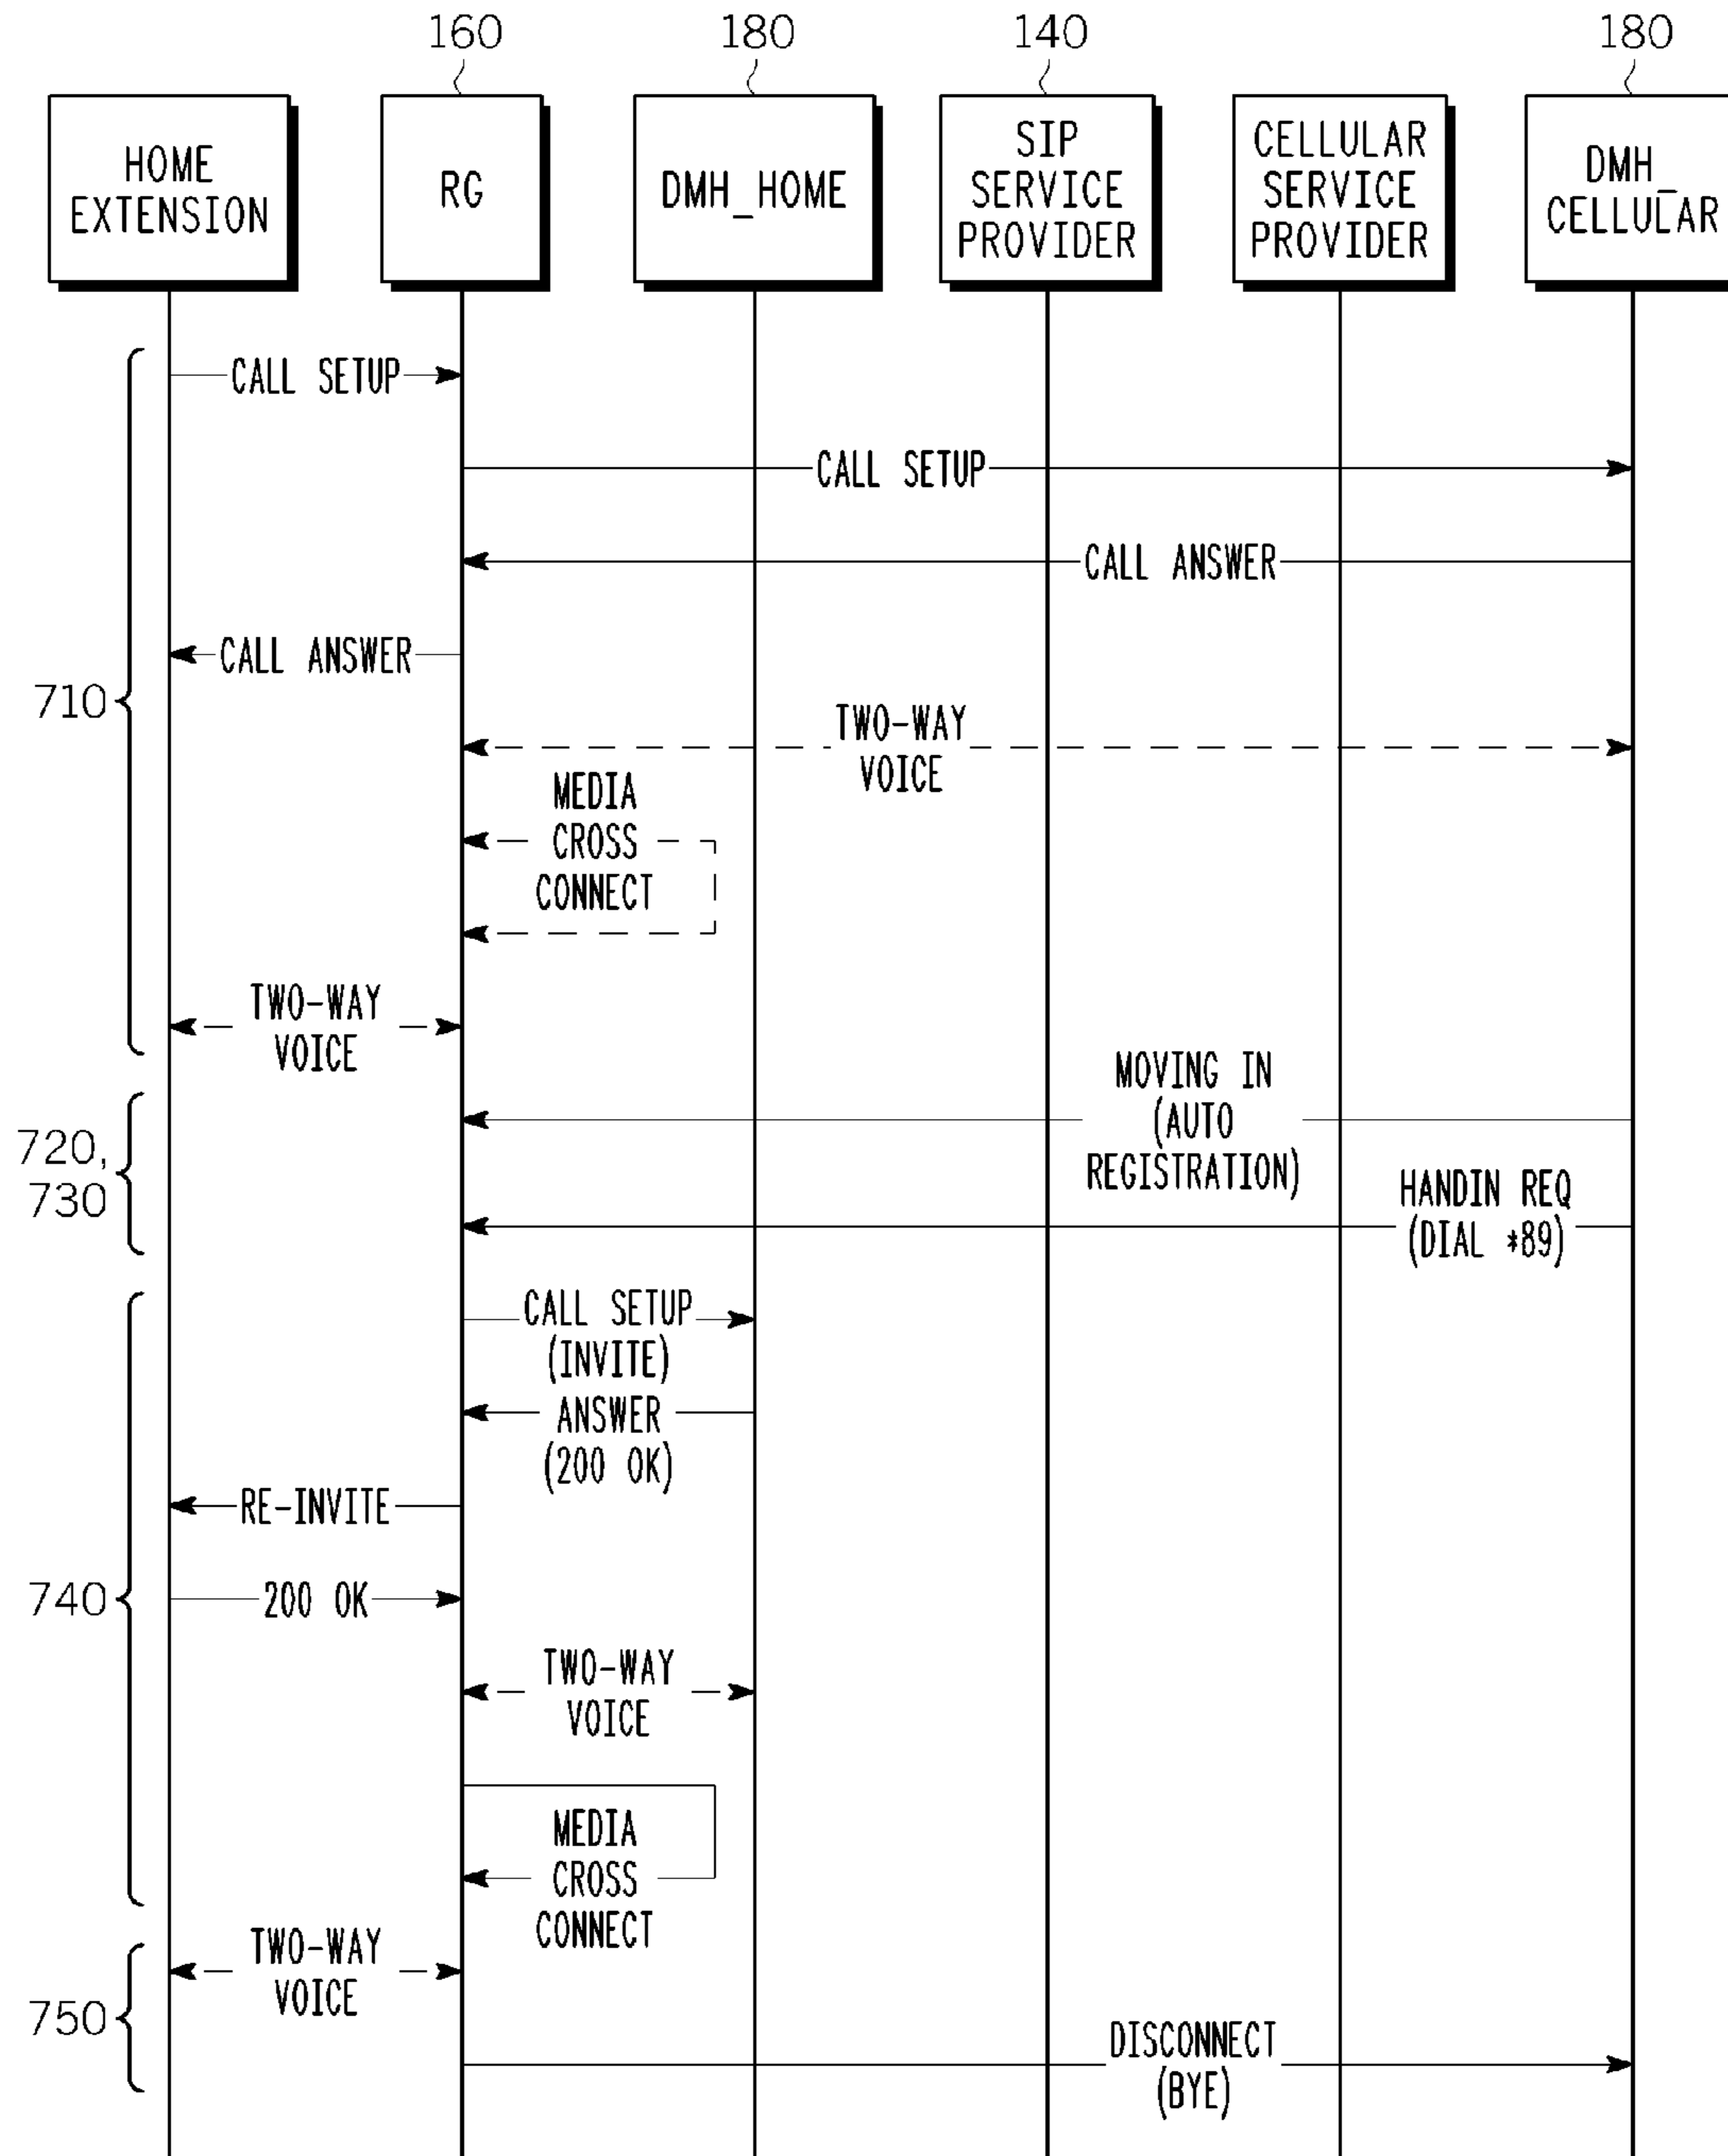 160
180
140
180
HOME
EXTENSION
RG
DMH_HOME
SIP
SERVICE
PROVIDER
CELLULAR
SERVICE
PROVIDER
DMH_
CELLULAR
CALL SETUP
CALL SETUP
CALL ANSWER
CALL ANSWER
710
TWO-WAY
VOICE
MEDIA
CROSS
CONNECT
TWO-WAY
VOICE
MOVING IN
(AUTO
REGISTRATION)
720,
730
HANDIN REQ
(DIAL *89)
CALL SETUP
(INVITE)
ANSWER
(200 OK)
RE-INVITE
740
200 OK
TWO-WAY
VOICE
MEDIA
CROSS
CONNECT
TWO-WAY
VOICE
750
DISCONNECT
(BYE)